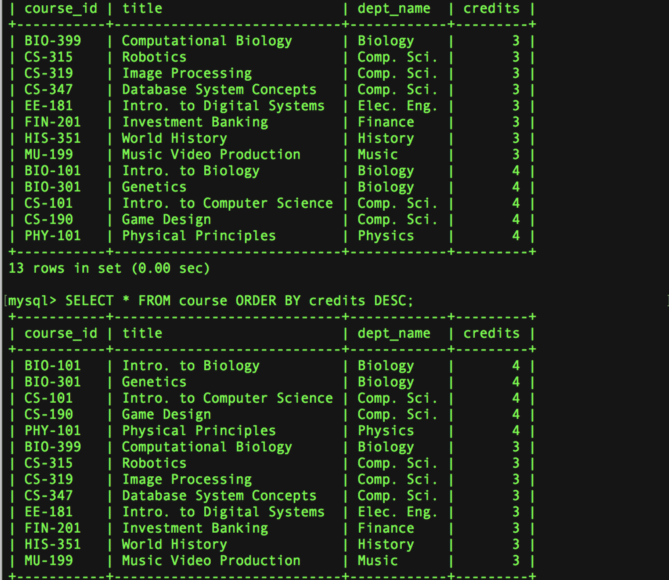 | course_id | title                      | dept_name  | credits |
+-----------+----------------------------+------------+---------+
| BIO-399   | Computational Biology      | Biology    |       3 |
| CS-315    | Robotics                   | Comp. Sci. |       3 |
| CS-319    | Image Processing           | Comp. Sci. |       3 |
| CS-347    | Database System Concepts   | Comp. Sci. |       3 |
| EE-181    | Intro. to Digital Systems  | Elec. Eng. |       3 |
| FIN-201   | Investment Banking         | Finance    |       3 |
| HIS-351   | World History              | History    |       3 |
| MU-199    | Music Video Production     | Music      |       3 |
| BIO-101   | Intro. to Biology          | Biology    |       4 |
| BIO-301   | Genetics                   | Biology    |       4 |
| CS-101    | Intro. to Computer Science | Comp. Sci. |       4 |
| CS-190    | Game Design                | Comp. Sci. |       4 |
| PHY-101   | Physical Principles        | Physics    |       4 |
+-----------+----------------------------+------------+---------+
13 rows in set (0.00 sec)
[mysql> SELECT * FROM course ORDER BY credits DESC;
+-----------+----------------------------+------------+---------+
| course_id | title                      | dept_name  | credits |
+-----------+----------------------------+------------+---------+
| BIO-101   | Intro. to Biology          | Biology    |       4 |
| BIO-301   | Genetics                   | Biology    |       4 |
| CS-101    | Intro. to Computer Science | Comp. Sci. |       4 |
| CS-190    | Game Design                | Comp. Sci. |       4 |
| PHY-101   | Physical Principles        | Physics    |       4 |
| BIO-399   | Computational Biology      | Biology    |       3 |
| CS-315    | Robotics                   | Comp. Sci. |       3 |
| CS-319    | Image Processing           | Comp. Sci. |       3 |
| CS-347    | Database System Concepts   | Comp. Sci. |       3 |
| EE-181    | Intro. to Digital Systems  | Elec. Eng. |       3 |
| FIN-201   | Investment Banking         | Finance    |       3 |
| HIS-351   | World History              | History    |       3 |
| MU-199    | Music Video Production     | Music      |       3 |
+-----------+----------------------------+------------+---------+